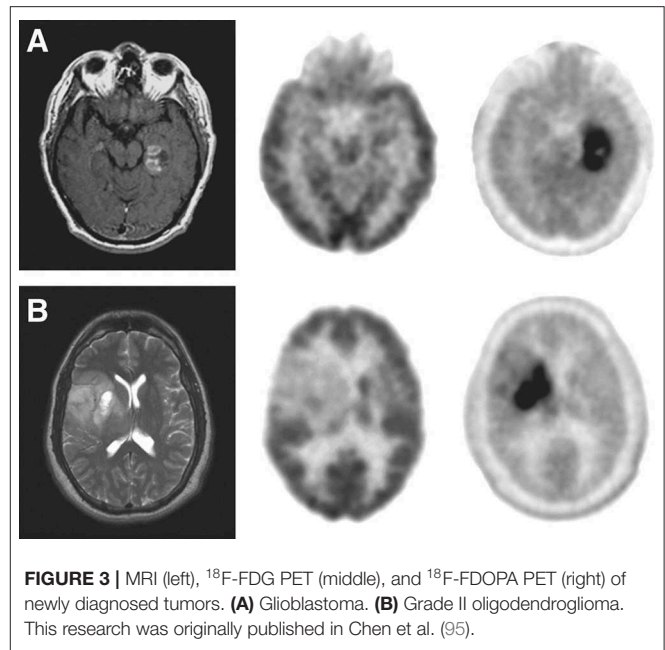 A
B
FIGURE 3 | MRI (left), ¹⁸F-FDG PET (middle), and ¹⁸F-FDOPA PET (right) of
newly diagnosed tumors. (A) Glioblastoma. (B) Grade II oligodendroglioma.
This research was originally published in Chen et al. (95).